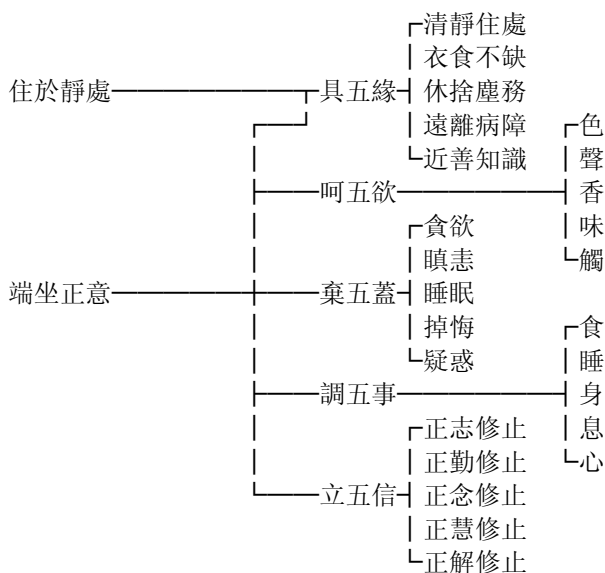 清靜住處
衣食不缺
住於靜處 具五緣 休捨塵務
遠離病障 色
近善知識 聲
呵五欲 香
貪欲 味
瞋恚 觸
端坐正意 棄五蓋 睡眠
掉悔 食
疑惑 睡
調五事 身
正志修止 息
正勤修止 心
立五信 正念修止
正慧修止
正解修止